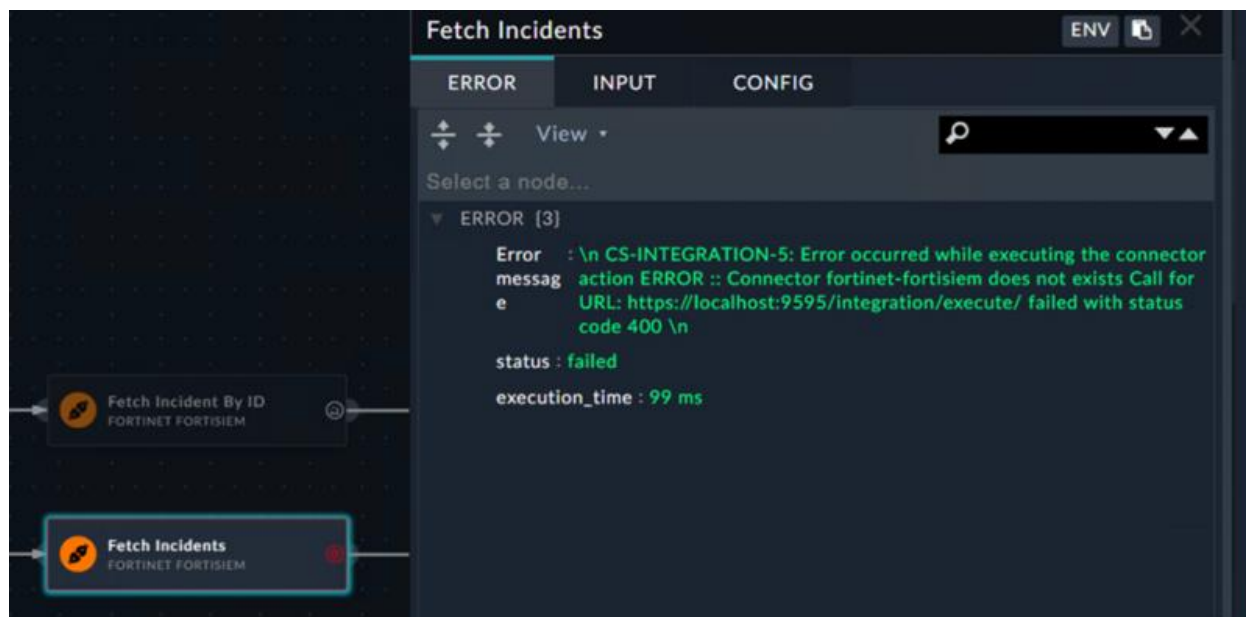 Fetch Incidents
ENV
ERROR
INPUT
CONFIG
View
Select a node...
ERROR {3}
Error : \n CS-INTEGRATION-5: Error occurred while executing the connector
messag action ERROR :: Connector fortinet-fortisiem does not exists Call for
e URL: https://localhost:9595/integration/execute/ failed with status
code 400 \n
status : failed
execution_time : 99 ms
Fetch Incident By ID
FORTINET FORTISIEM
Fetch Incidents
FORTINET FORTISIEM